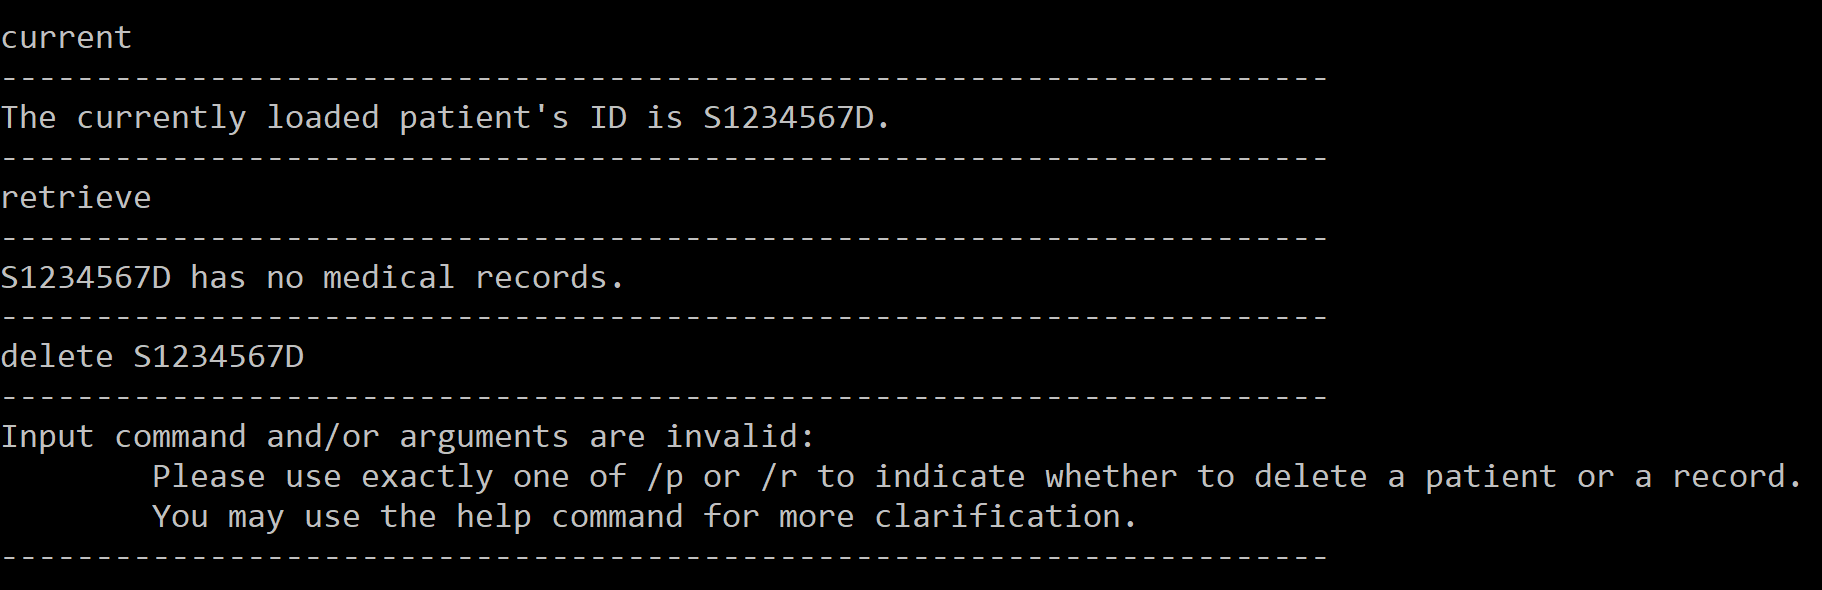 current
----------------------------------------------------------------------
The currently loaded patient's ID is S1234567D.
----------------------------------------------------------------------
retrieve
----------------------------------------------------------------------
S1234567D has no medical records.
----------------------------------------------------------------------
delete S1234567D
----------------------------------------------------------------------
Input command and/or arguments are invalid:
        Please use exactly one of /p or /r to indicate whether to delete a patient or a record.
        You may use the help command for more clarification.
----------------------------------------------------------------------